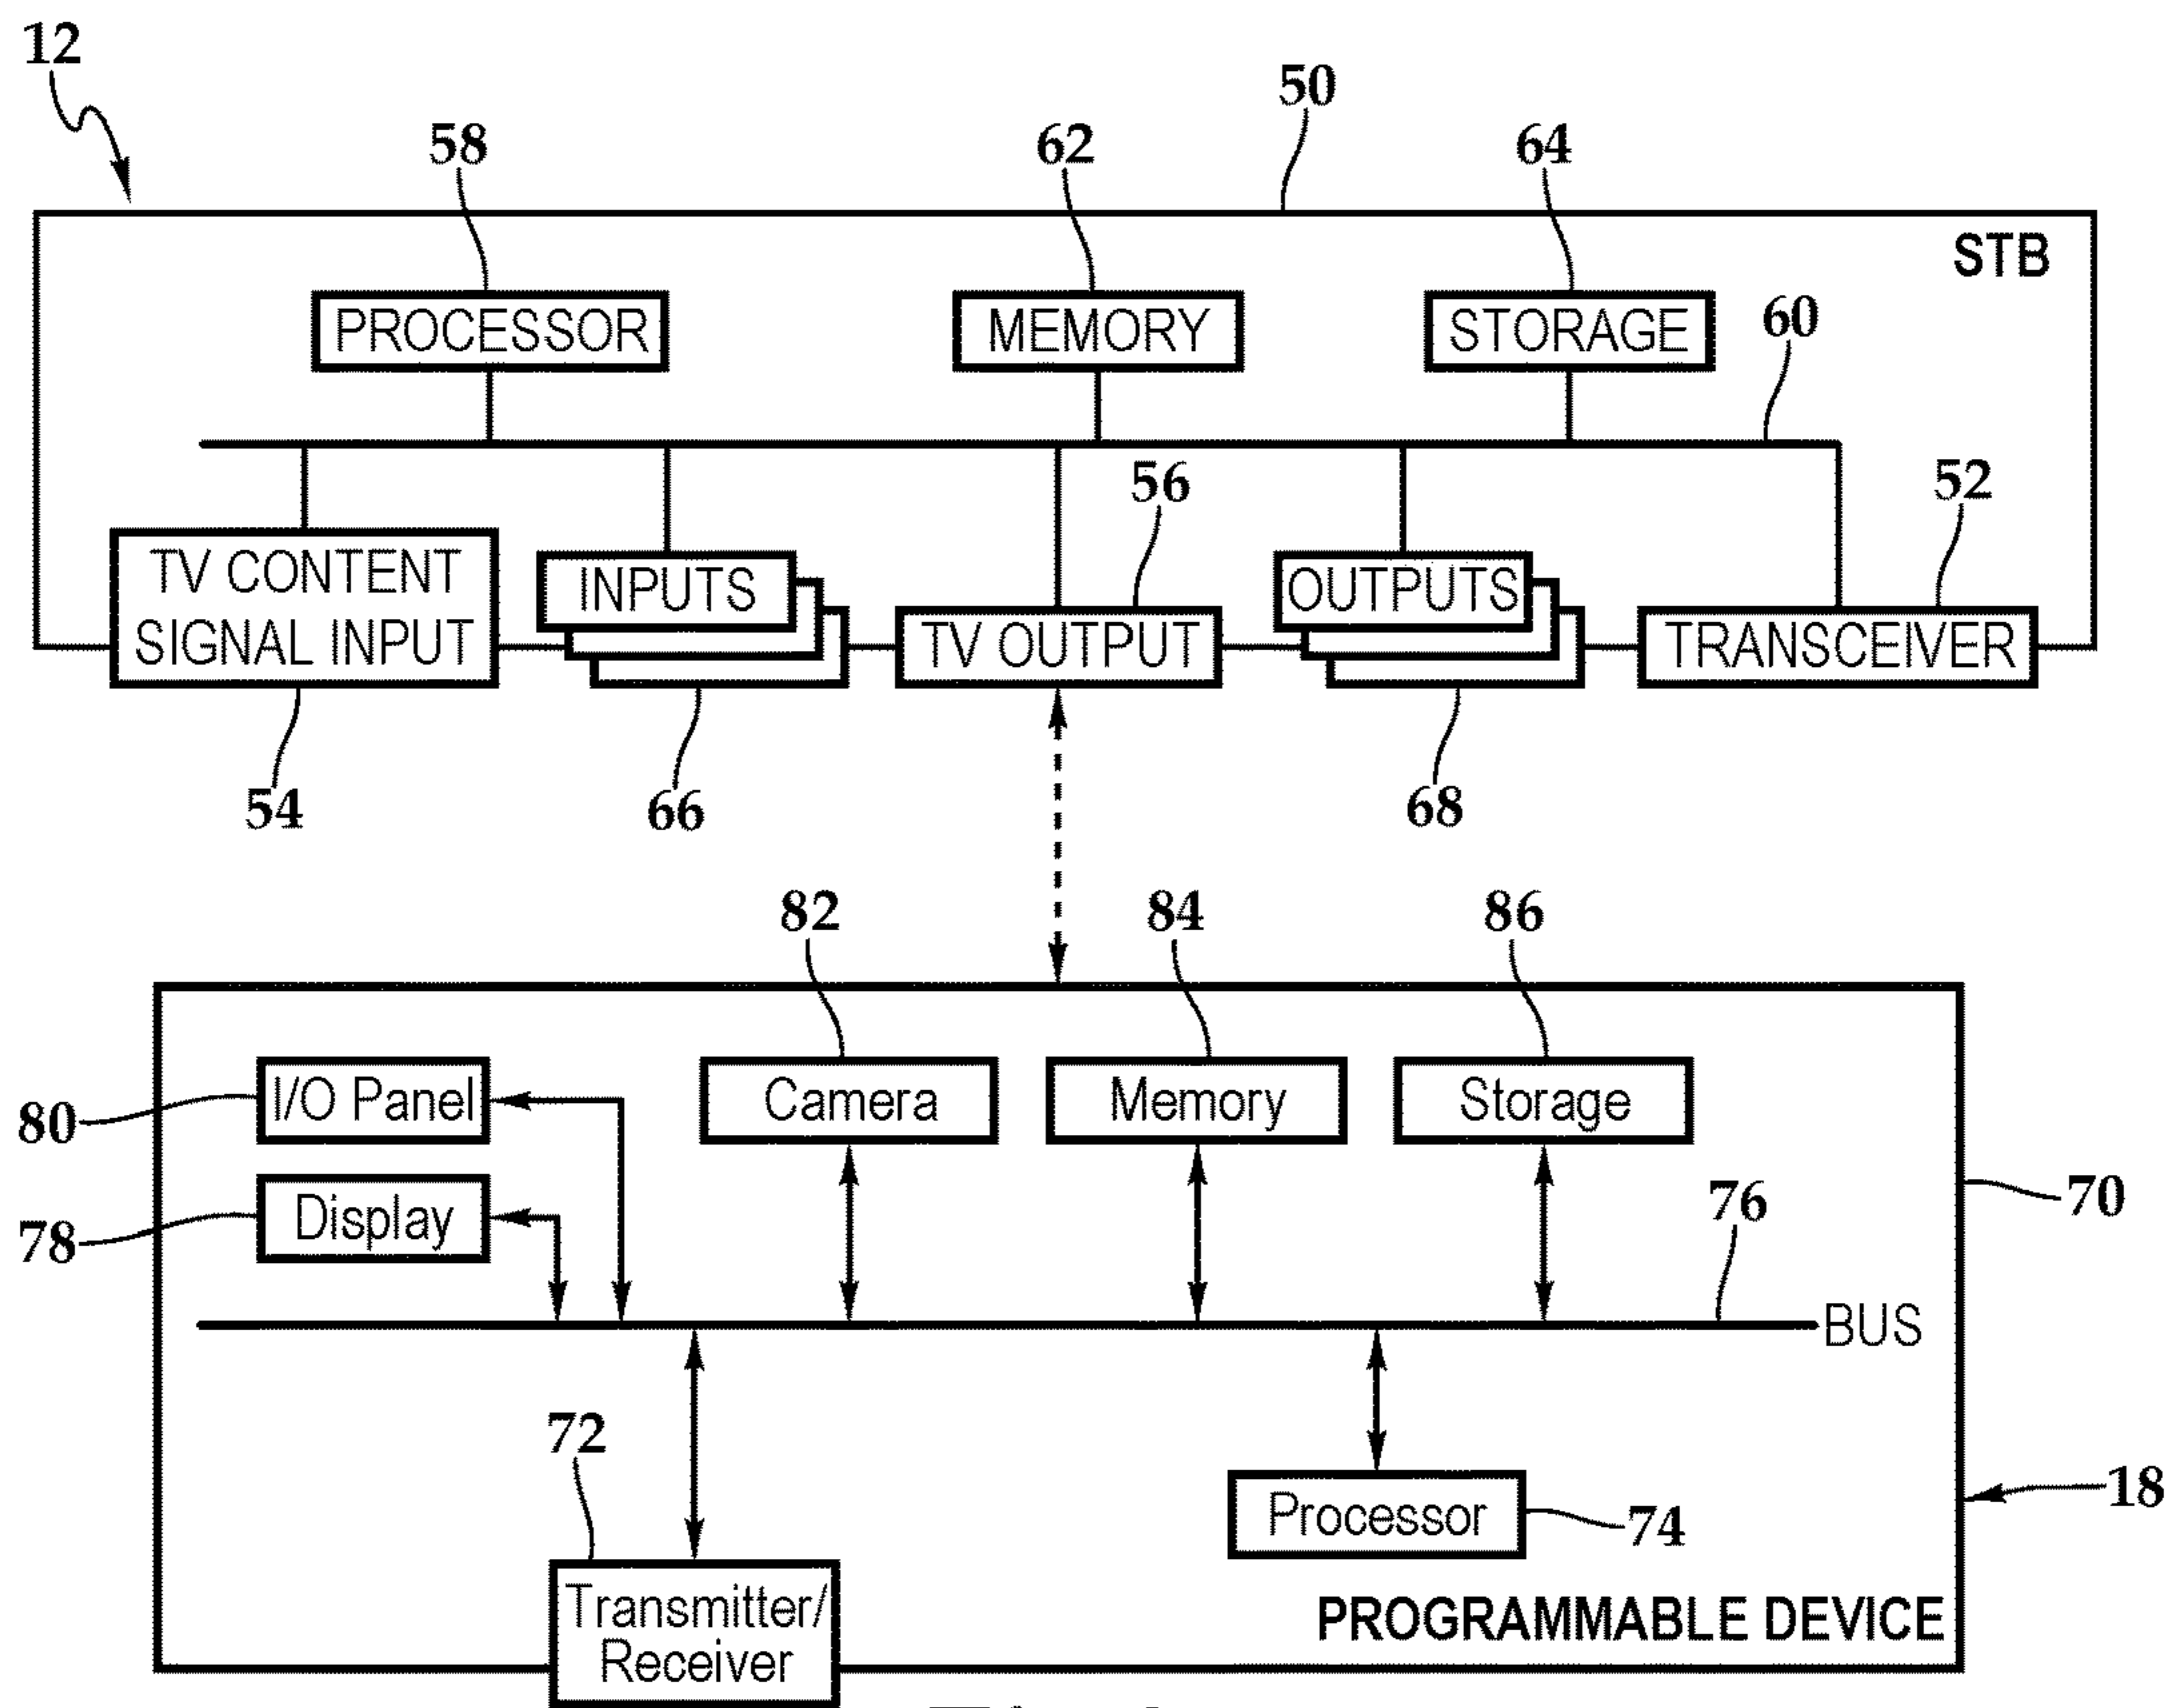 12
50
58
62
64
STB
PROCESSOR
MEMORY
STORAGE
60
56
52
TV CONTENT
SIGNAL INPUT
INPUTS
TV OUTPUT
OUTPUTS
TRANSCEIVER
54
66
68
82
84
86
I/O Panel
Camera
Memory
Storage
80
Display
78
70
76
BUS
72
18
Processor
74
Transmitter/
Receiver
PROGRAMMABLE DEVICE